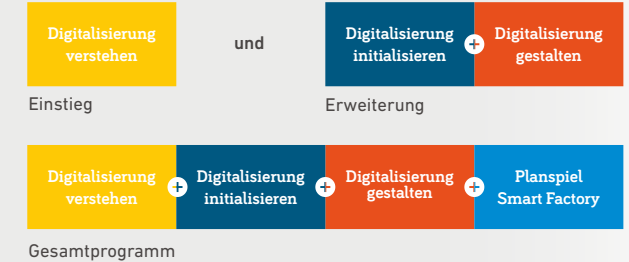 Digitalisierung
verstehen
und
Digitalisierung
initialisieren
+
Digitalisierung
gestalten
Einstieg
Erweiterung
Digitalisierung
verstehen
+
Digitalisierung
initialisieren
+
Digitalisierung
gestalten
+
Planspiel
Smart Factory
Gesamtprogramm